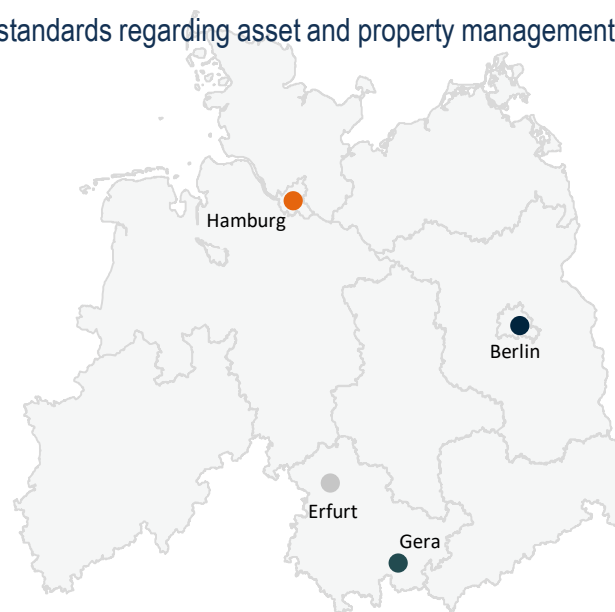 standards regarding asset and property management
Hamburg
Berlin
Erfurt
Gera